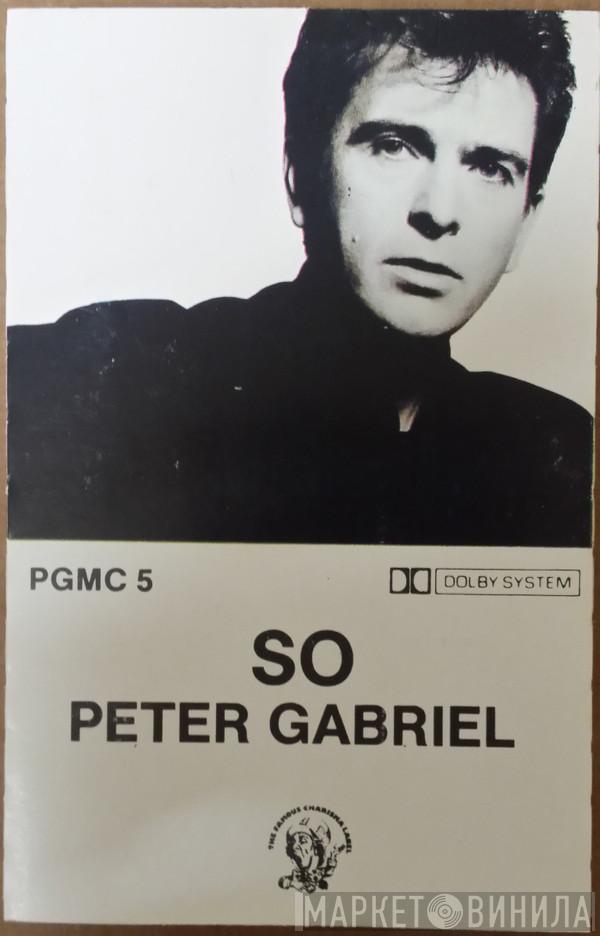 PGMC 5
DOLBY SYSTEM
SO
PETER GABRIEL
THE FAMOUS CHARISMA LABEL
МАРКЕТ ВИНИЛА